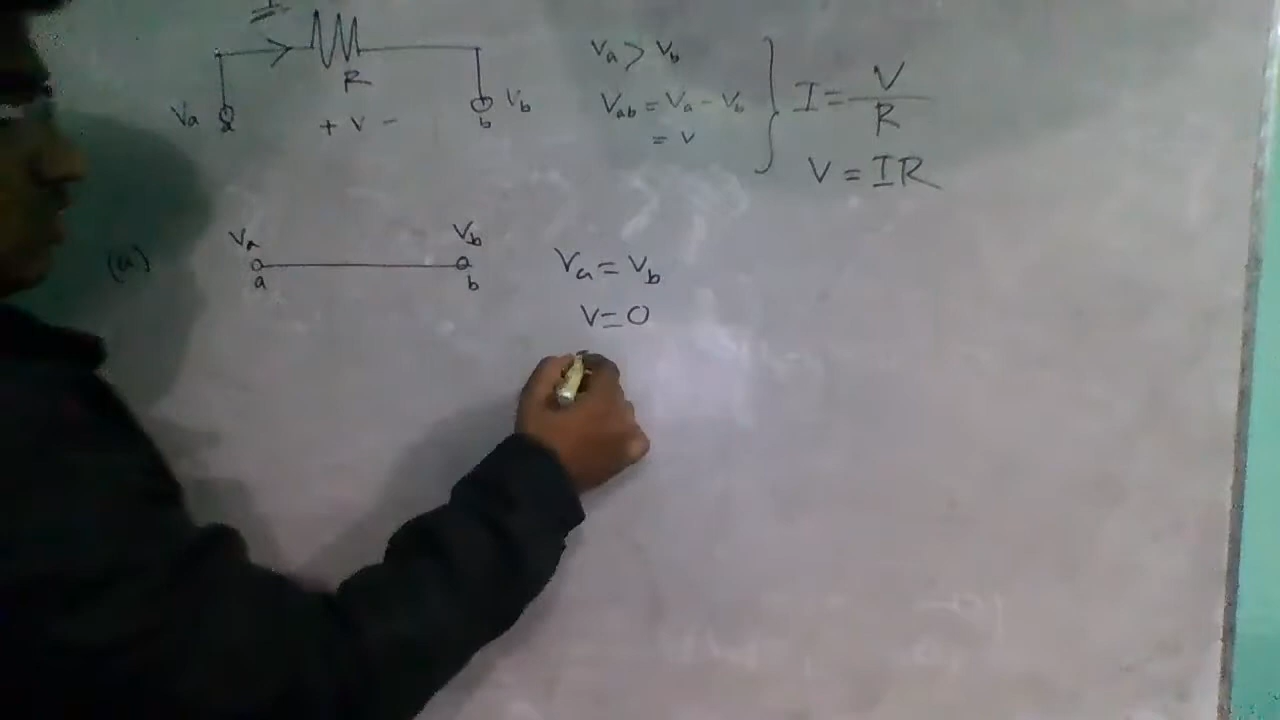 I
R
Va
a
+ V -
b
Vb
Va > Vb
Vab = Va - Vb
= V
I = V/R
V = IR
(a)
Va
Vb
a
b
Va = Vb
V = 0